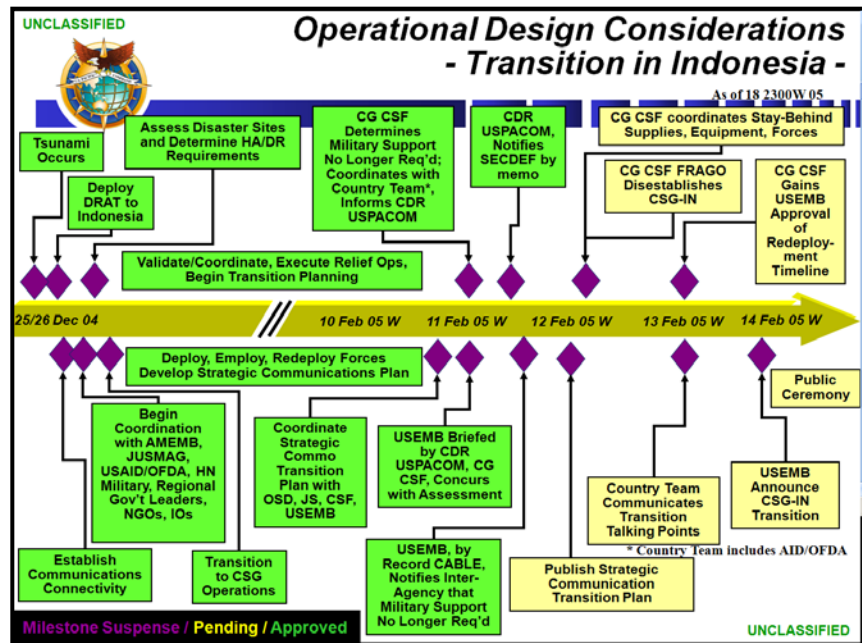 UNCLASSIFIED
Operational Design Considerations
- Transition in Indonesia -
As of 18 2300W 05
Tsunami
Occurs
Deploy
DRAT to
Indonesia
Assess Disaster Sites
and Determine HA/DR
Requirements
CG CSF
Determines
Military Support
No Longer Req'd;
Coordinates with
Country Team*,
Informs CDR
USPACOM
CDR
USPACOM,
Notifies
SECDEF by
memo
CG CSF coordinates Stay-Behind
Supplies, Equipment, Forces
CG CSF FRAGO
Disestablishes
CSG-IN
CG CSF
Gains
USEMB
Approval
of
Redeploy-
ment
Timeline
Validate/Coordinate, Execute Relief Ops,
Begin Transition Planning
25/26 Dec 04
10 Feb 05 W
11 Feb 05 W
12 Feb 05 W
13 Feb 05 W
14 Feb 05 W
Deploy, Employ, Redeploy Forces
Develop Strategic Communications Plan
Begin
Coordination
with AMEMB,
JUSMAG,
USAID/OFDA, HN
Military, Regional
Gov't Leaders,
NGOs, IOs
Establish
Communications
Connectivity
Transition
to CSG
Operations
Coordinate
Strategic
Commo
Transition
Plan with
OSD, JS, CSF,
USEMB
USEMB Briefed
by CDR
USPACOM, CG
CSF, Concurs
with Assessment
USEMB, by
Record CABLE,
Notifies Inter-
Agency that
Military Support
No Longer Req'd
Publish Strategic
Communication
Transition Plan
Country Team
Communicates
Transition
Talking Points
Public
Ceremony
USEMB
Announce
CSG-IN
Transition
* Country Team includes AID/OFDA
Milestone Suspense / Pending / Approved
UNCLASSIFIED